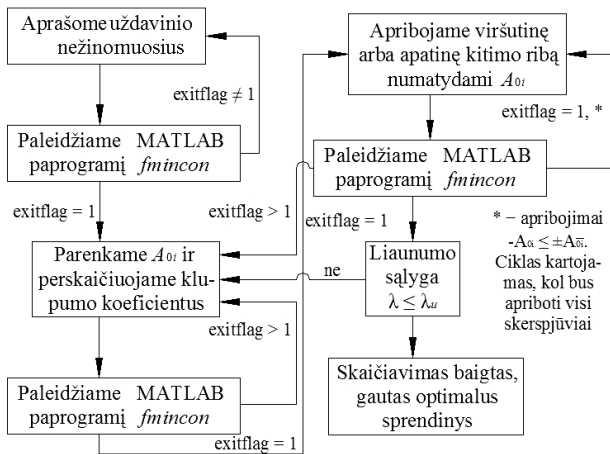 Aprašome uždavinio
nežinomuosius
exitflag ≠ 1
Paleidžiame MATLAB
paprogramį fmincon
exitflag = 1
exitflag > 1
Parenkame A₀ᵢ ir
perskaičiuojame klu-
pumo koeficientus
exitflag > 1
Paleidžiame MATLAB
paprogramį fmincon
exitflag = 1
Apribojame viršutinę
arba apatinę kitimo ribą
numatydami A₀ᵢ
exitflag = 1, *
Paleidžiame MATLAB
paprogramį fmincon
exitflag = 1
Liaunumo
sąlyga
λ ≤ λᵤ
ne
Skaičiavimas baigtas,
gautas optimalus
sprendinys
* − apribojimai
-A₀ᵢ ≤ ±A₀ᵢ.
Ciklas kartoja-
mas, kol bus
apriboti visi
skerspjūviai